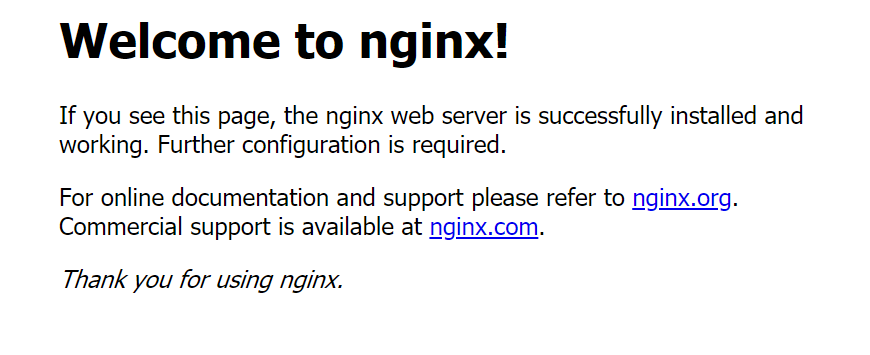 Welcome to nginx!
If you see this page, the nginx web server is successfully installed and
working. Further configuration is required.
For online documentation and support please refer to nginx.org.
Commercial support is available at nginx.com.
Thank you for using nginx.